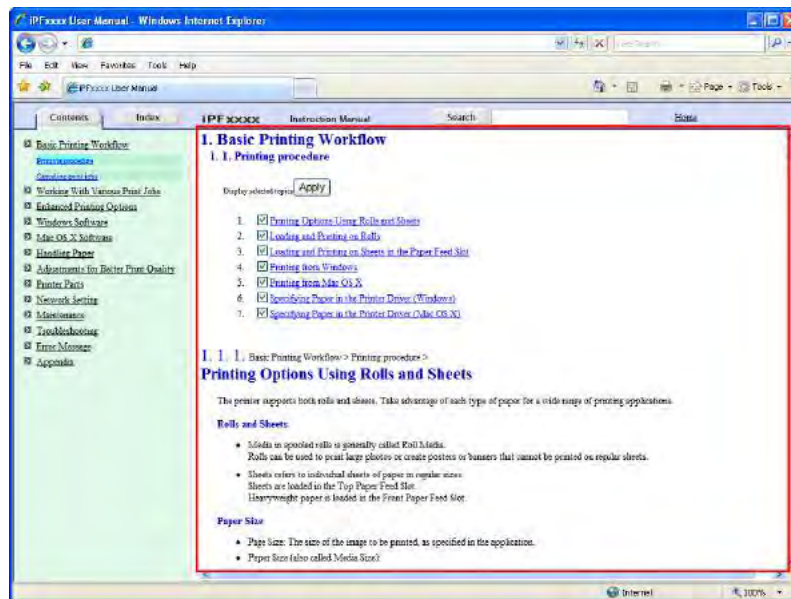 iPFxxxx User Manual - Windows Internet Explorer
File Edit View Favorites Tools Help
iPFxxxx User Manual
Page Tools
Contents Index iPF xxxx Instruction Manual Search Home
Basic Printing Workflow
Printing procedure
Canceling print jobs
Working With Various Print Jobs
Enhanced Printing Options
Windows Software
Mac OS X Software
Handling Paper
Adjustments for Better Print Quality
Printer Parts
Network Setting
Maintenance
Troubleshooting
Error Message
Appendix
1. Basic Printing Workflow
1. 1. Printing procedure
Display selected topics Apply
1. Printing Options Using Rolls and Sheets
2. Loading and Printing on Rolls
3. Loading and Printing on Sheets in the Paper Feed Slot
4. Printing from Windows
5. Printing from Mac OS X
6. Specifying Paper in the Printer Driver (Windows)
7. Specifying Paper in the Printer Driver (Mac OS X)
1. 1. 1. Basic Printing Workflow > Printing procedure >
Printing Options Using Rolls and Sheets
The printer supports both rolls and sheets. Take advantage of each type of paper for a wide range of printing applications.
Rolls and Sheets
• Media in spooled rolls is generally called Roll Media.
Rolls can be used to print large photos or create posters or banners that cannot be printed on regular sheets.
• Sheets refers to individual sheets of paper in regular sizes.
Sheets are loaded in the Top Paper Feed Slot.
Heavyweight paper is loaded in the Front Paper Feed Slot.
Paper Size
• Page Size: The size of the image to be printed, as specified in the application.
• Paper Size (also called Media Size):
Internet 100%